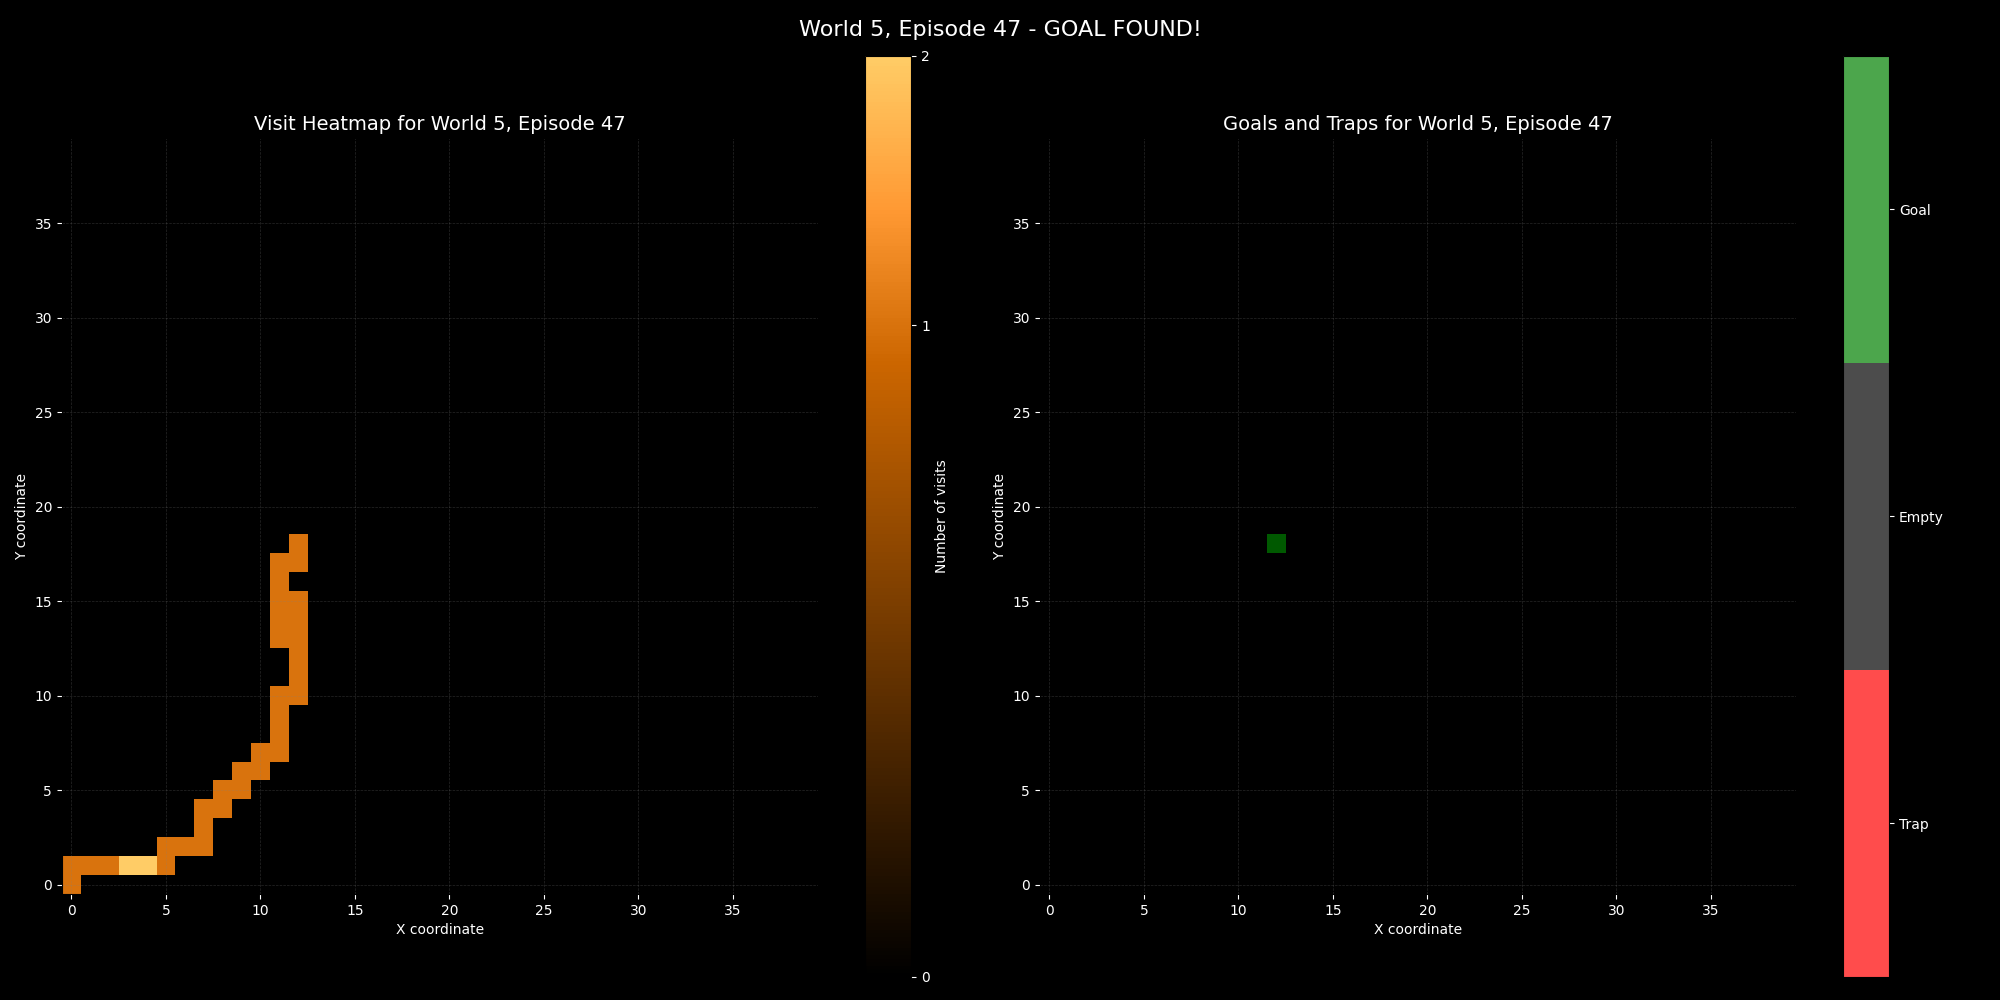 World 5, Episode 47 - GOAL FOUND!
Visit Heatmap for World 5, Episode 47
Y coordinate
35
30
25
20
15
10
5
0
0 5 10 15 20 25 30 35
X coordinate
2
1
0
Number of visits
Goals and Traps for World 5, Episode 47
Y coordinate
35
30
25
20
15
10
5
0
0 5 10 15 20 25 30 35
X coordinate
Goal
Empty
Trap